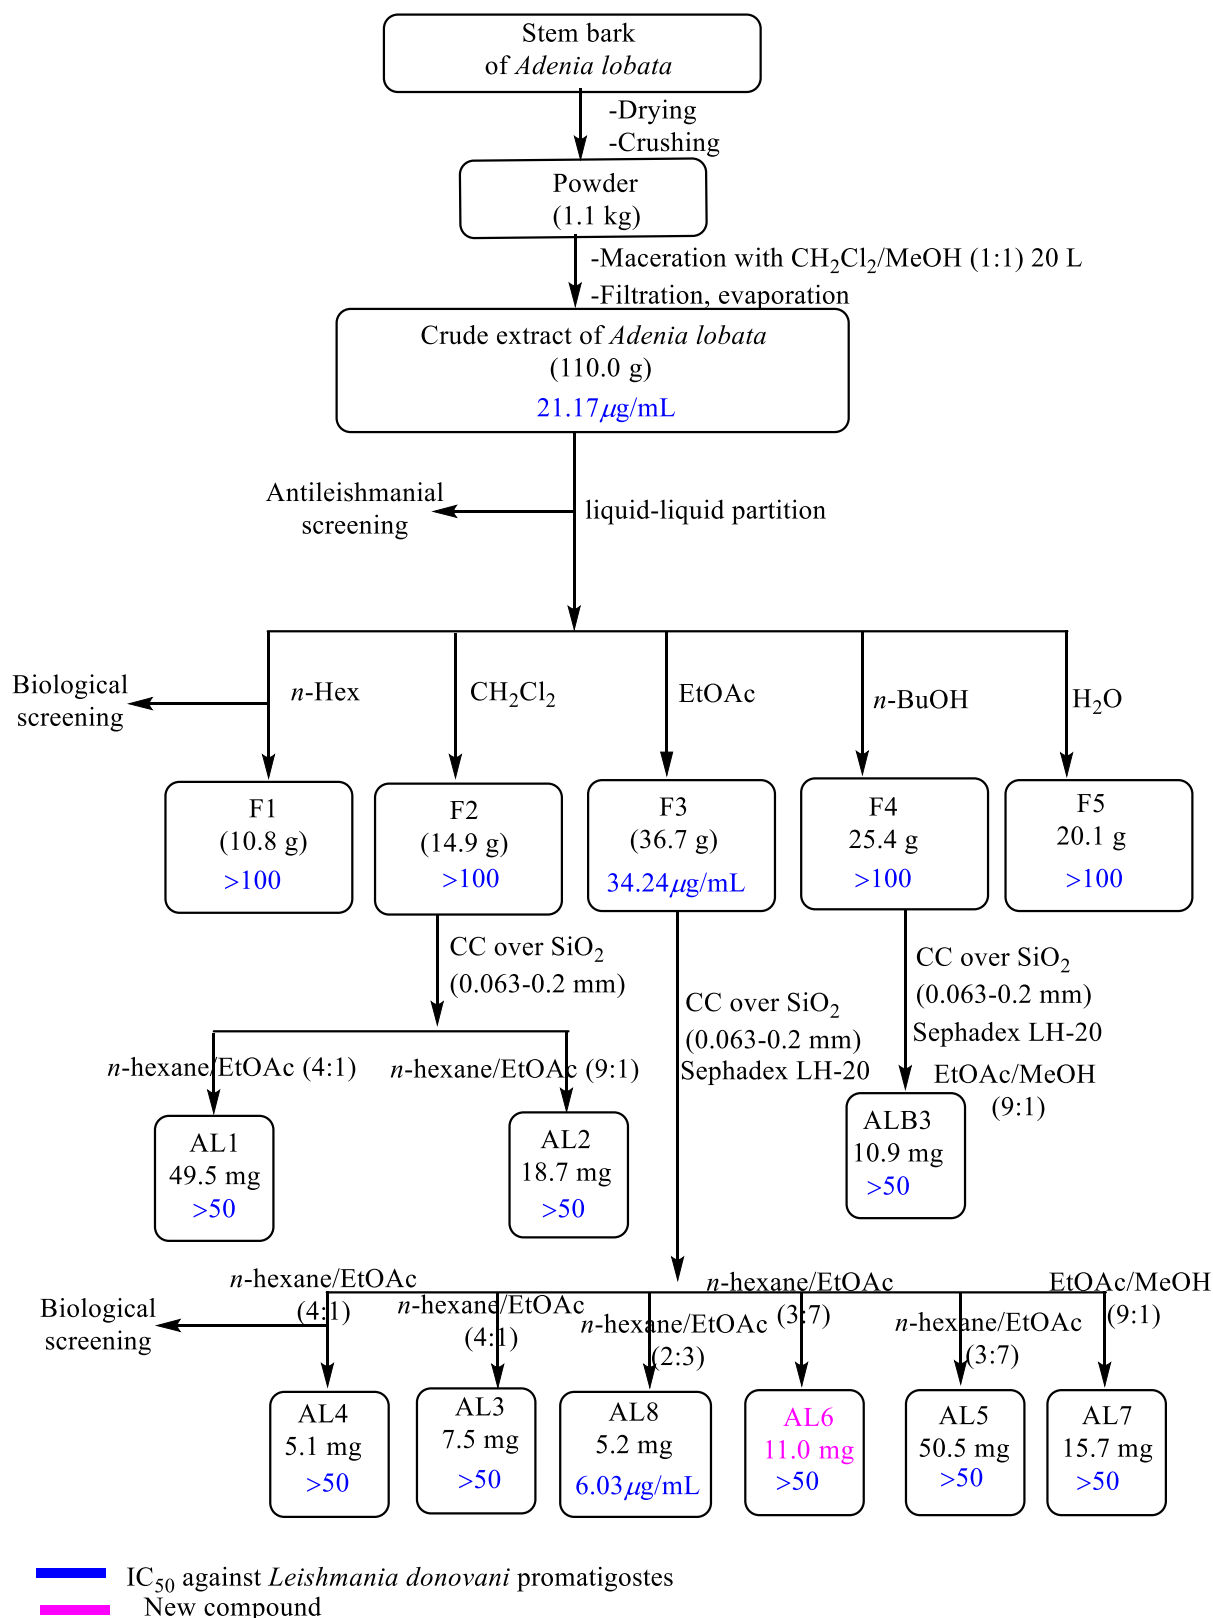 Stem bark
of Adenia lobata
-Drying
-Crushing
Powder
(1.1 kg)
-Maceration with CH₂Cl₂/MeOH (1:1) 20 L
-Filtration, evaporation
Crude extract of Adenia lobata
(110.0 g)
21.17μg/mL
Antileishmanial
screening
liquid-liquid partition
Biological
screening
n-Hex
CH₂Cl₂
EtOAc
n-BuOH
H₂O
F1
(10.8 g)
>100
F2
(14.9 g)
>100
F3
(36.7 g)
34.24μg/mL
F4
25.4 g
>100
F5
20.1 g
>100
CC over SiO₂
(0.063-0.2 mm)
CC over SiO₂
(0.063-0.2 mm)
Sephadex LH-20
CC over SiO₂
(0.063-0.2 mm)
Sephadex LH-20
EtOAc/MeOH
(9:1)
n-hexane/EtOAc (4:1)
n-hexane/EtOAc (9:1)
AL1
49.5 mg
>50
AL2
18.7 mg
>50
ALB3
10.9 mg
>50
Biological
screening
n-hexane/EtOAc
(4:1)
n-hexane/EtOAc
(4:1)
n-hexane/EtOAc
(2:3)
n-hexane/EtOAc
(3:7)
n-hexane/EtOAc
(3:7)
EtOAc/MeOH
(9:1)
AL4
5.1 mg
>50
AL3
7.5 mg
>50
AL8
5.2 mg
6.03μg/mL
AL6
11.0 mg
>50
AL5
50.5 mg
>50
AL7
15.7 mg
>50
IC₅₀ against Leishmania donovani promatigostes
New compound